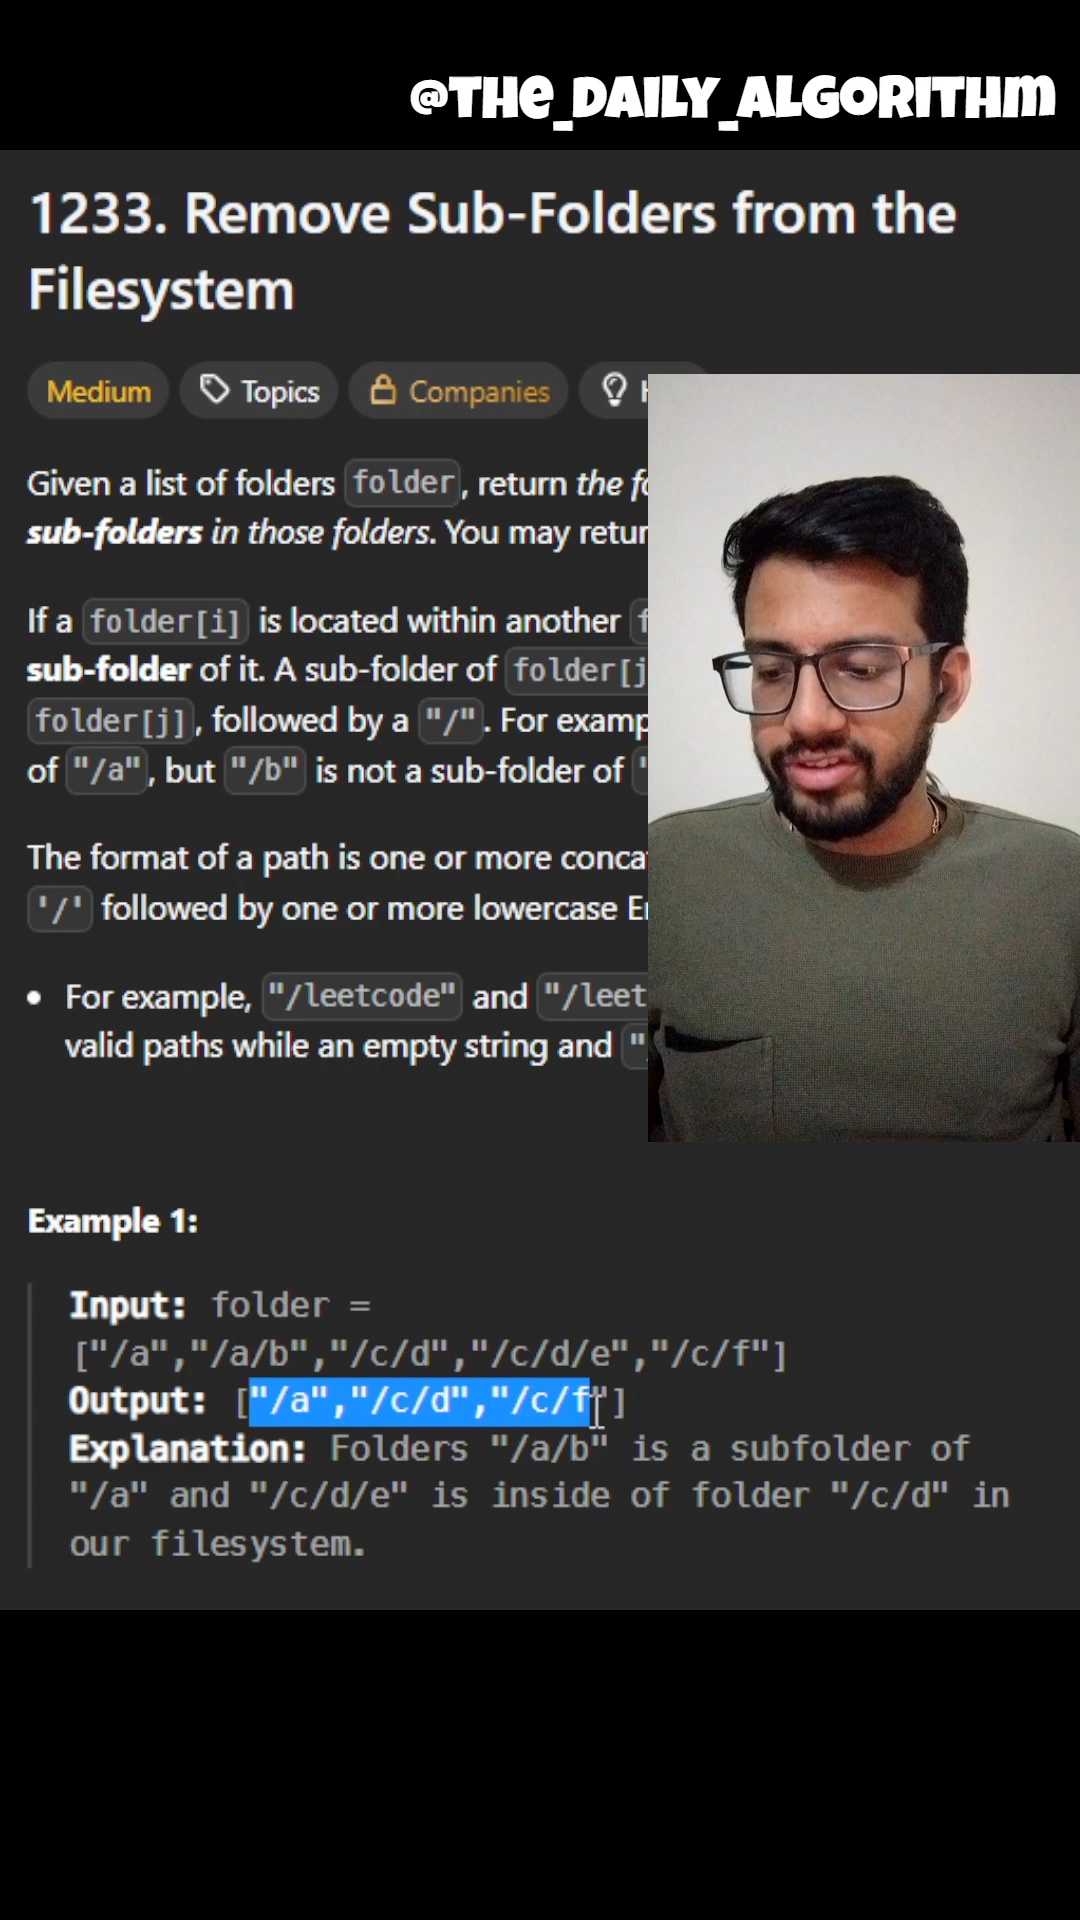 @THE_DAILY_ALGORITHM
1233. Remove Sub-Folders from the
Filesystem
Medium Topics Companies
Given a list of folders folder, return the
sub-folders in those folders. You may
If a folder[i] is located within another
sub-folder of it. A sub-folder of folder[j
folder[j], followed by a "/". For
of "/a", but "/b" is not a sub-folder of
The format of a path is one or more
'/' followed by one or more lowercase
For example, "/leetcode" and "/leet
valid paths while an empty string and
Example 1:
Input: folder =
["/a","/a/b","/c/d","/c/d/e","/c/f"]
Output: ["/a","/c/d","/c/f"]
Explanation: Folders "/a/b" is a subfolder of
"/a" and "/c/d/e" is inside of folder "/c/d" in
our filesystem.